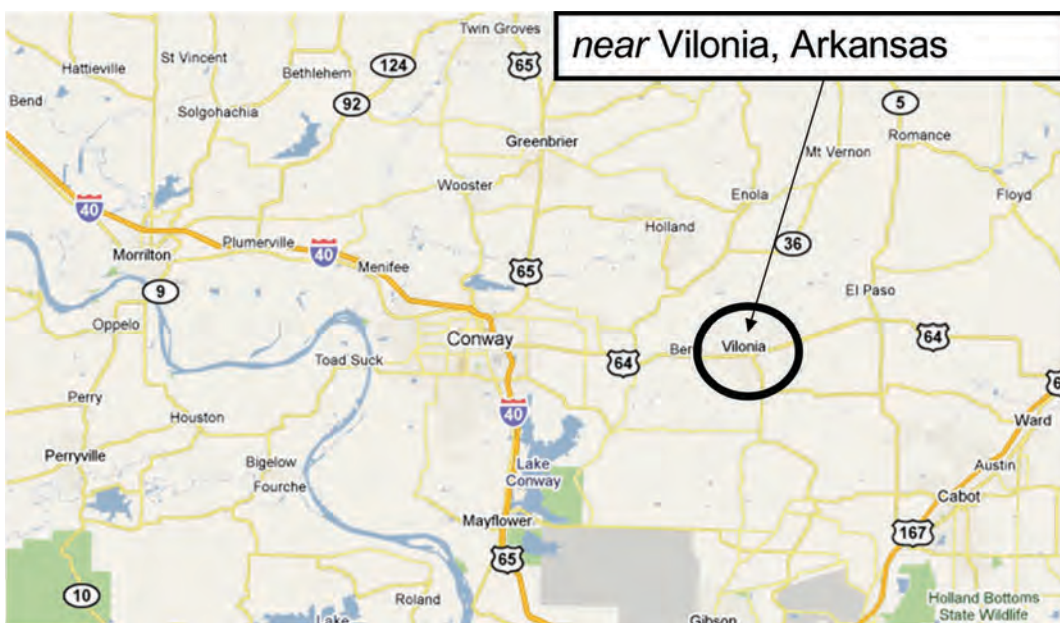 near Vilonia, Arkansas
Twin Groves
St Vincent
65
124
Hattieville
Bethlehem
Bend
92
Solgohachia
5
Romance
Greenbrier
Mt Vernon
Wooster
Enola
Floyd
40
Holland
36
Plumerville
40
Morrilton
Menifee
65
9
El Paso
Oppelo
Conway
64
Toad Suck
64
Ber
Vilonia
6
Perry
Houston
40
Ward
Perryville
Bigelow
Lake
Conway
Austin
Fourche
Cabot
Mayflower
167
65
10
Roland
Holland Bottoms
State Wildlife
Lake
Gibson